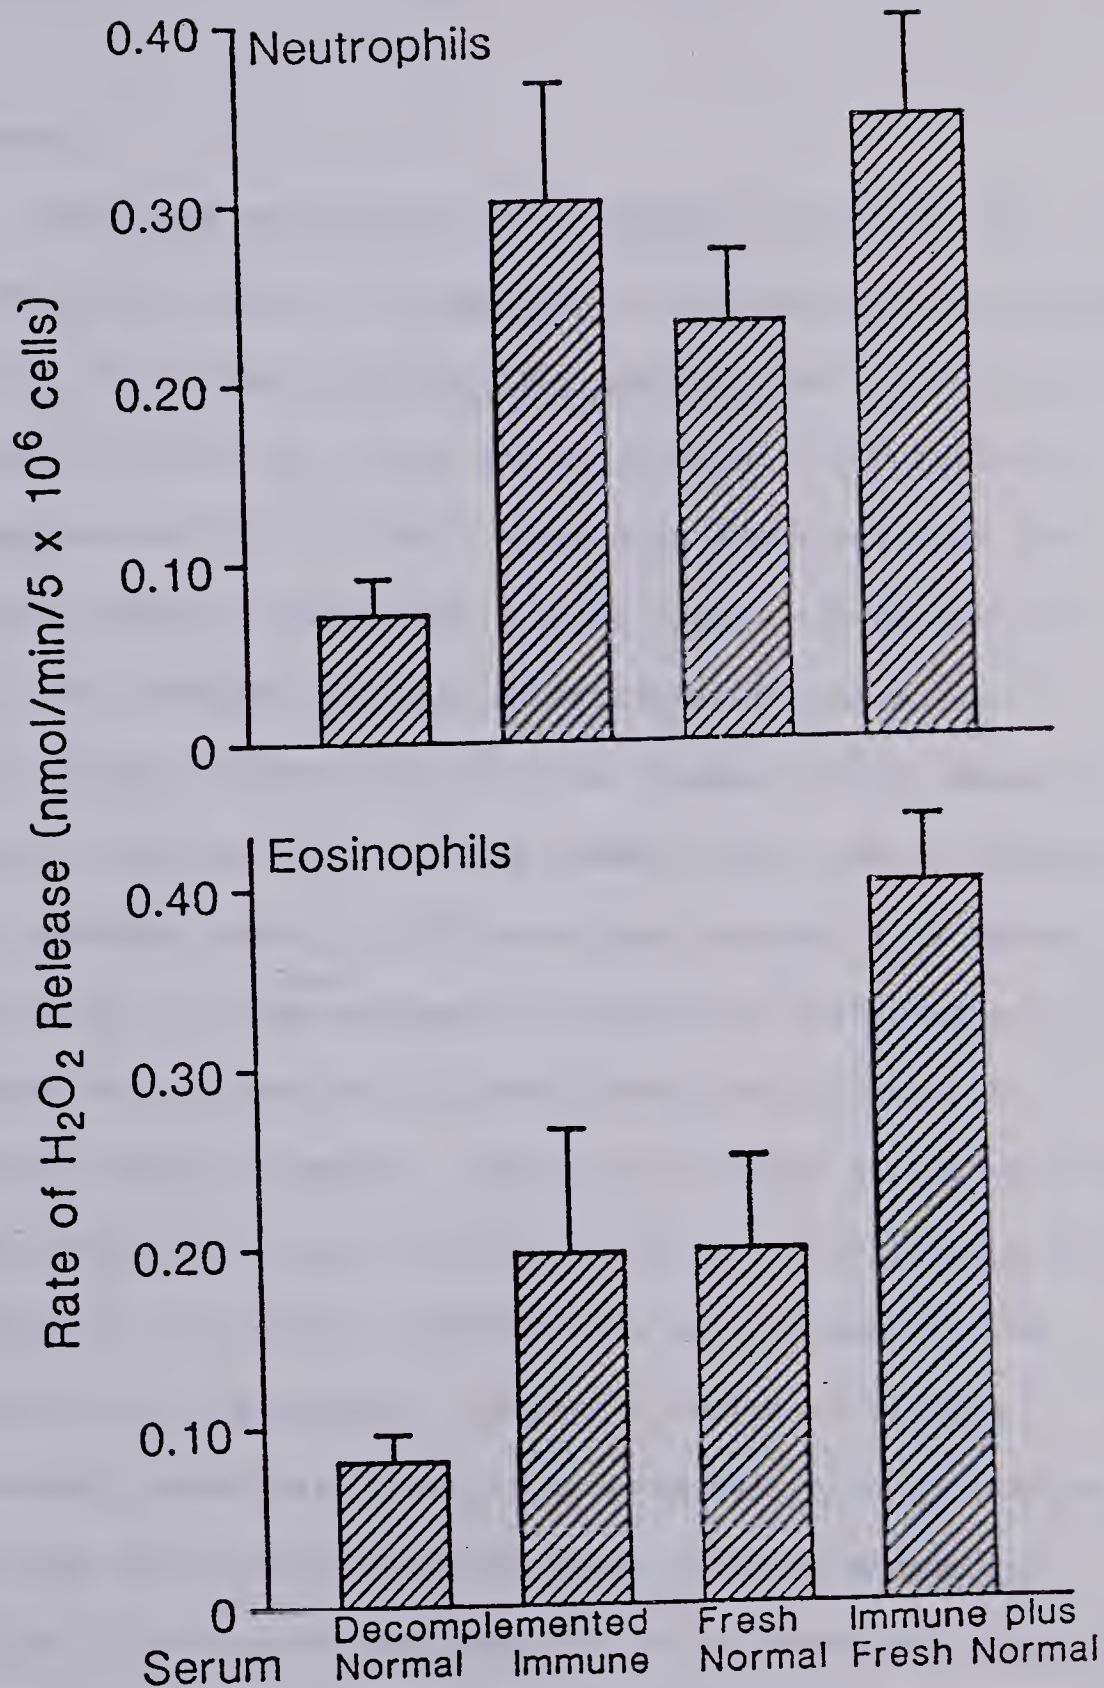 Rate of H₂O₂ Release (nmol/min/5 x 10⁶ cells)
Neutrophils
0.40
0.30
0.20
0.10
0
Eosinophils
0.40
0.30
0.20
0.10
0
Serum
Decomplemented
Normal Immune
Fresh
Normal
Immune plus
Fresh Normal